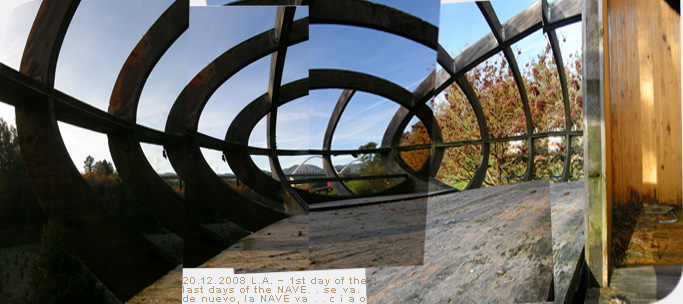 20.12.2008 L.A. - 1st day of the
last days of the NAVE. . se va.
de nuevo, la NAVE va . . c i a o